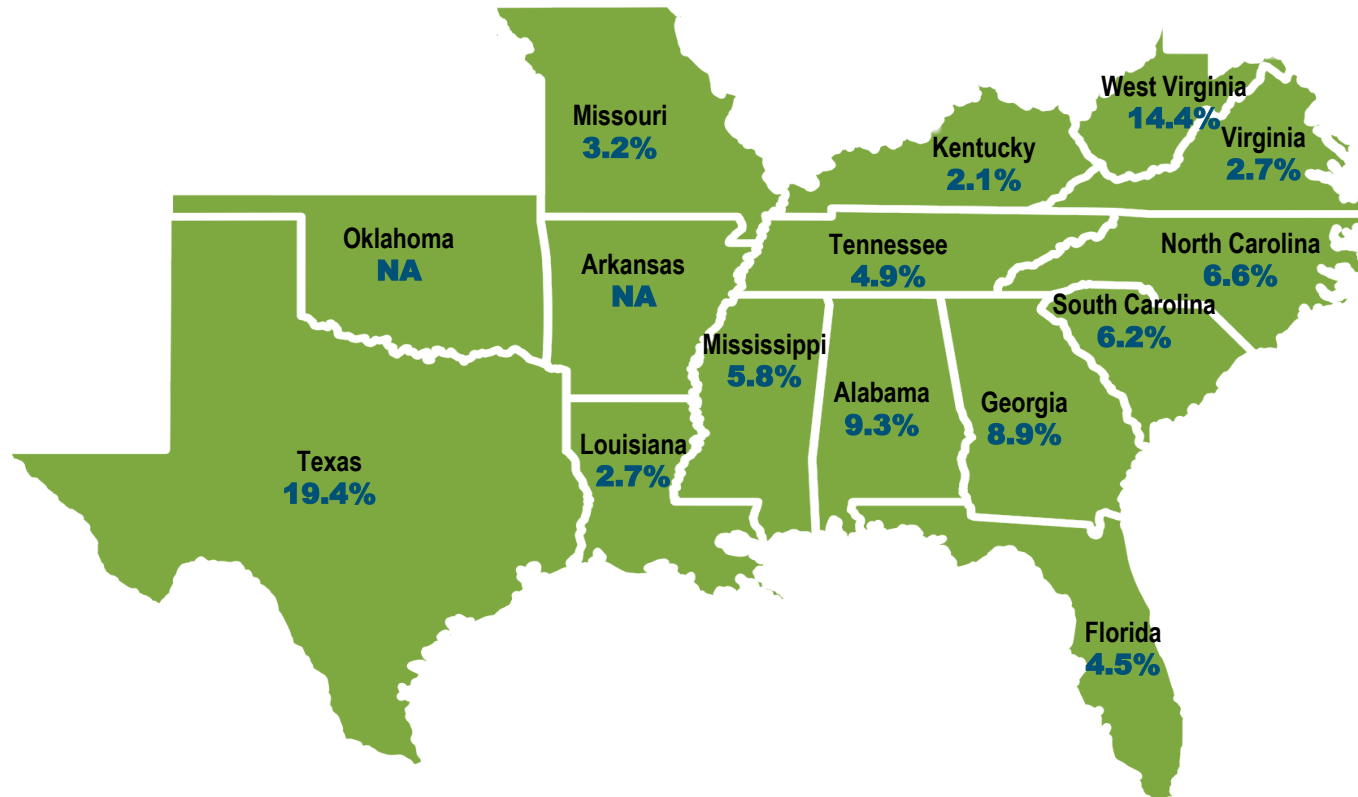 West Virginia
14.4%
Missouri
3.2%
Virginia
2.7%
Kentucky
2.1%
Oklahoma
NA
Tennessee
4.9%
North Carolina
6.6%
Arkansas
NA
South Carolina
6.2%
Mississippi
5.8%
Alabama
9.3%
Georgia
8.9%
Louisiana
2.7%
Texas
19.4%
Florida
4.5%